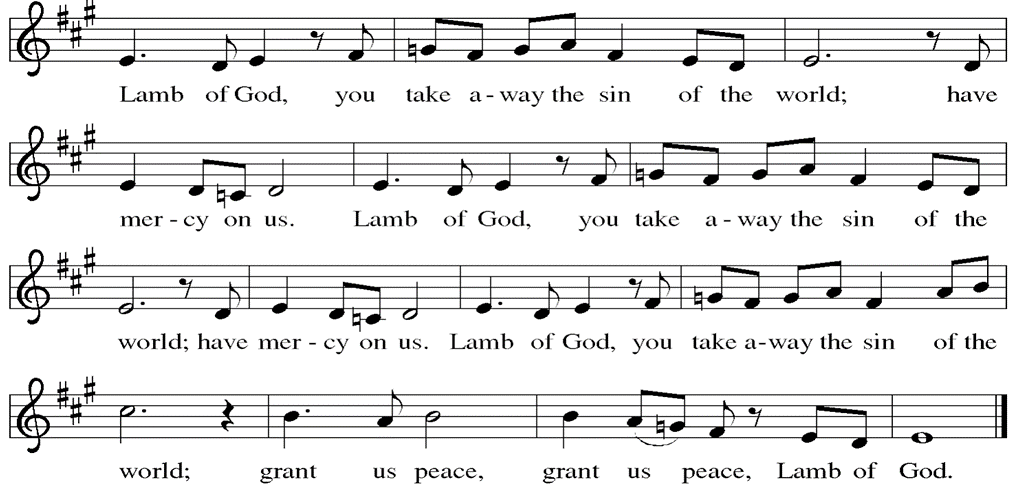 Lamb of God, you take a - way the sin of the world; have
mer - cy on us. Lamb of God, you take a - way the sin of the
world; have mer - cy on us. Lamb of God, you take a-way the sin of the
world; grant us peace, grant us peace, Lamb of God.